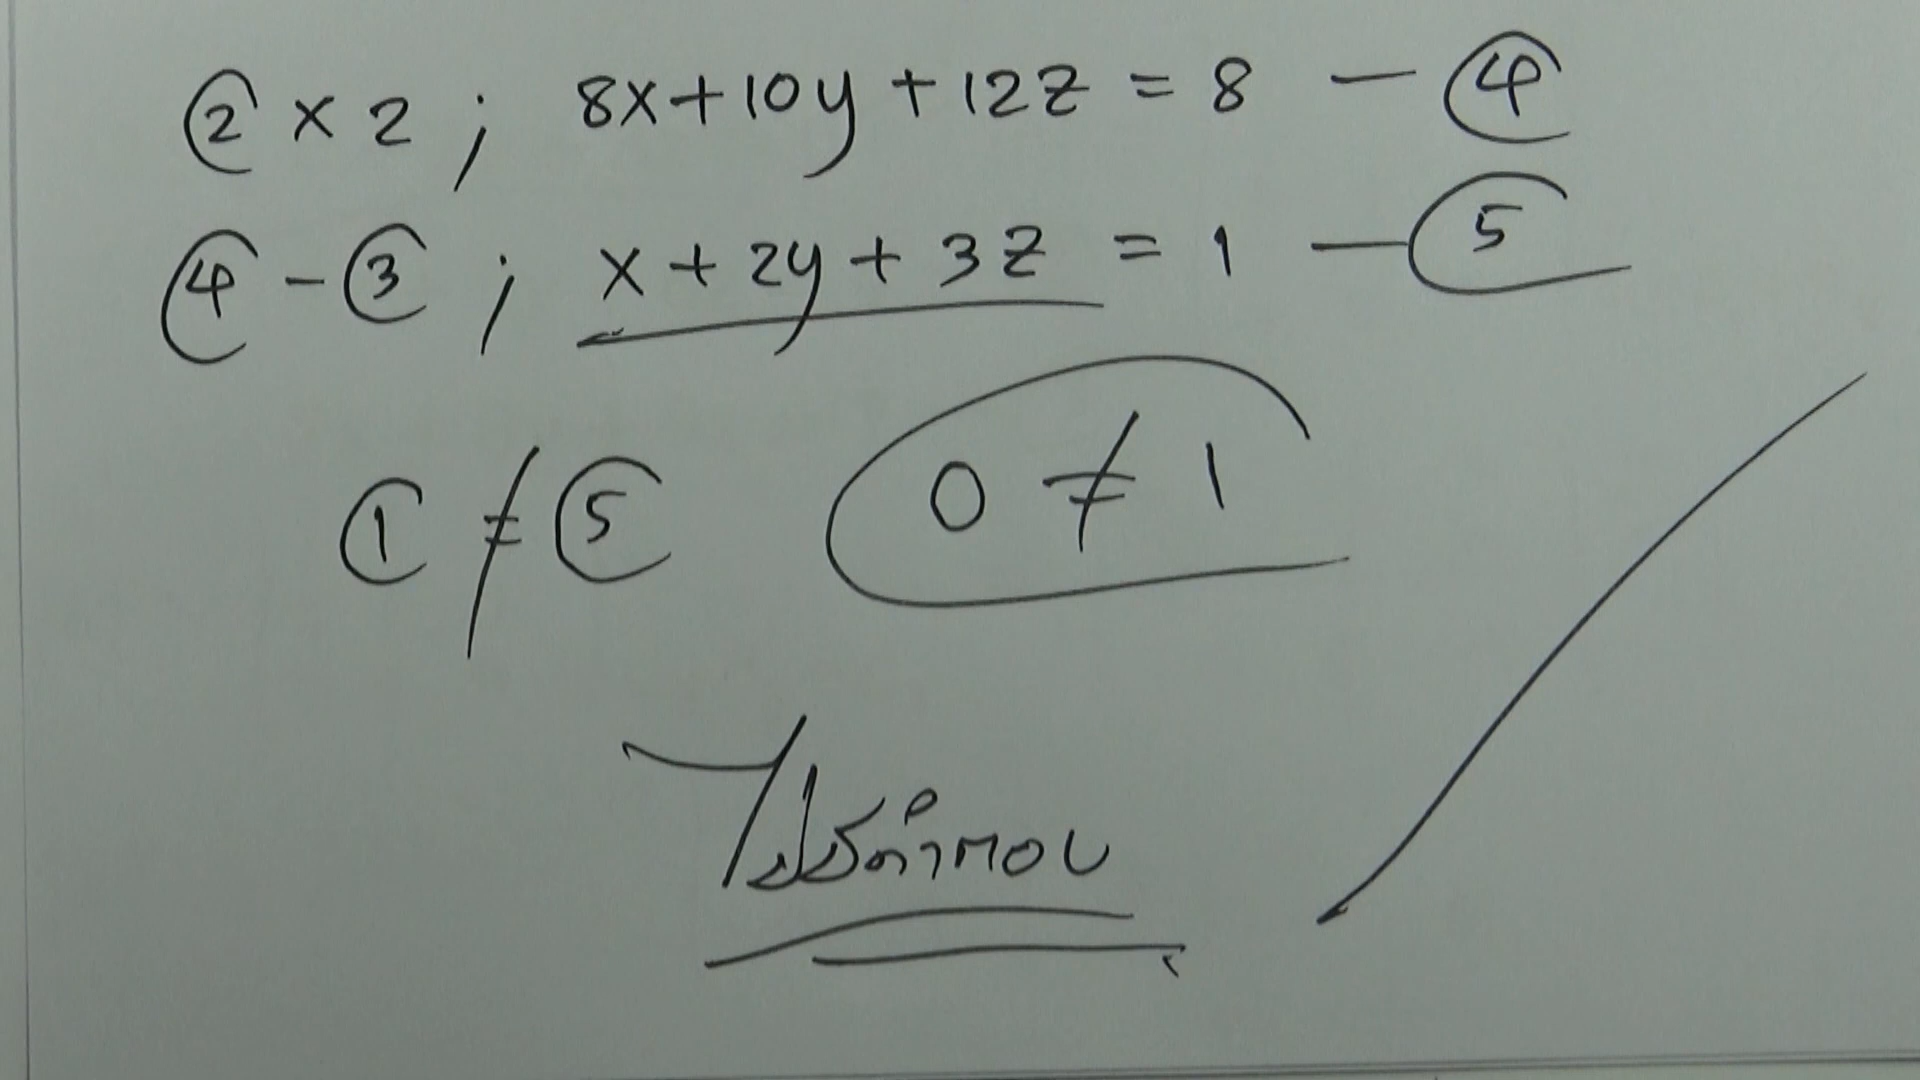 ② × 2 ; 8x + 10y + 12z = 8 — ④
④ - ③ ; x + 2y + 3z = 1 — ⑤
① ≠ ⑤ 0 ≠ 1
ไม่มีคำตอบ